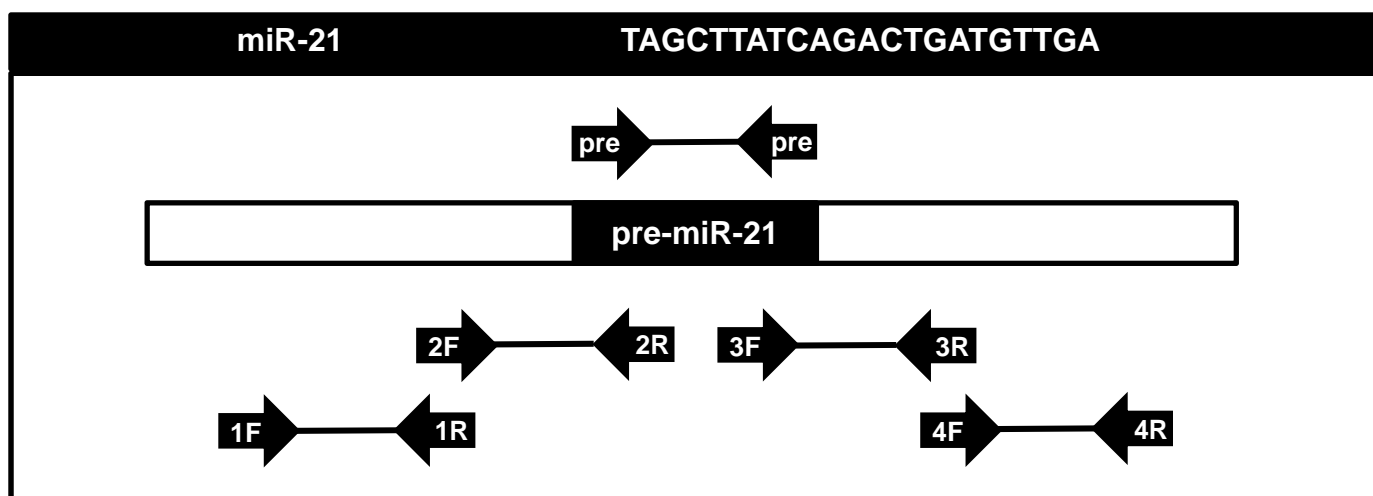 miR-21 TAGCTTATCAGACTGATGTTGA
pre pre
pre-miR-21
2F 2R 3F 3R
1F 1R 4F 4R